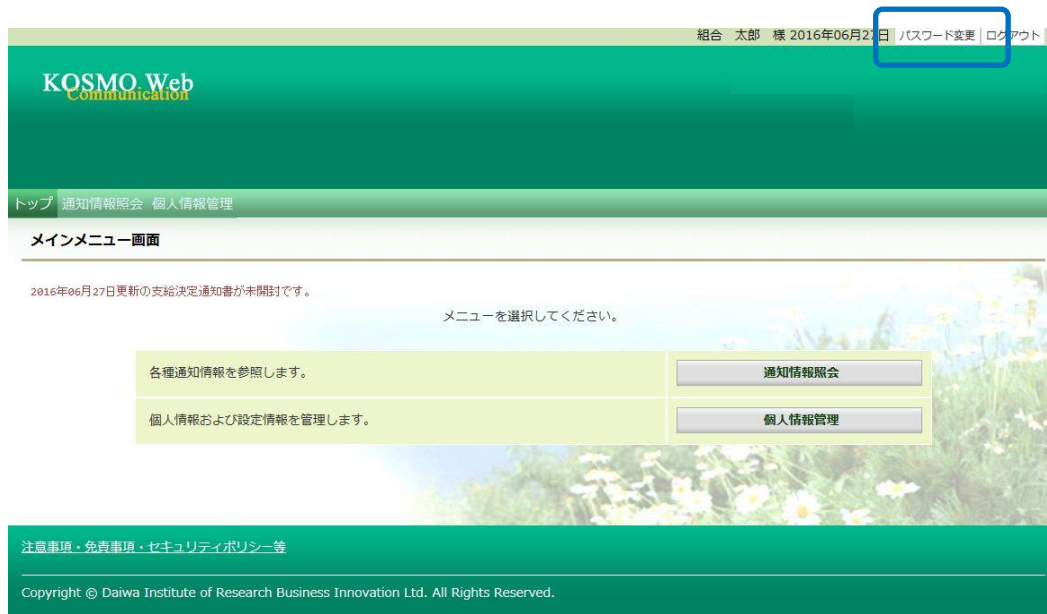 組合 太郎 様 2016年06月27日 パスワード変更 ログアウト
KOSMO Web
Communication
トップ 通知情報照会 個人情報管理
メインメニュー画面
2016年06月27日更新の支給決定通知書が未開封です。
メニューを選択してください。
各種通知情報を参照します。 通知情報照会
個人情報および設定情報を管理します。 個人情報管理
注意事項・免責事項・セキュリティポリシー等
Copyright © Daiwa Institute of Research Business Innovation Ltd. All Rights Reserved.